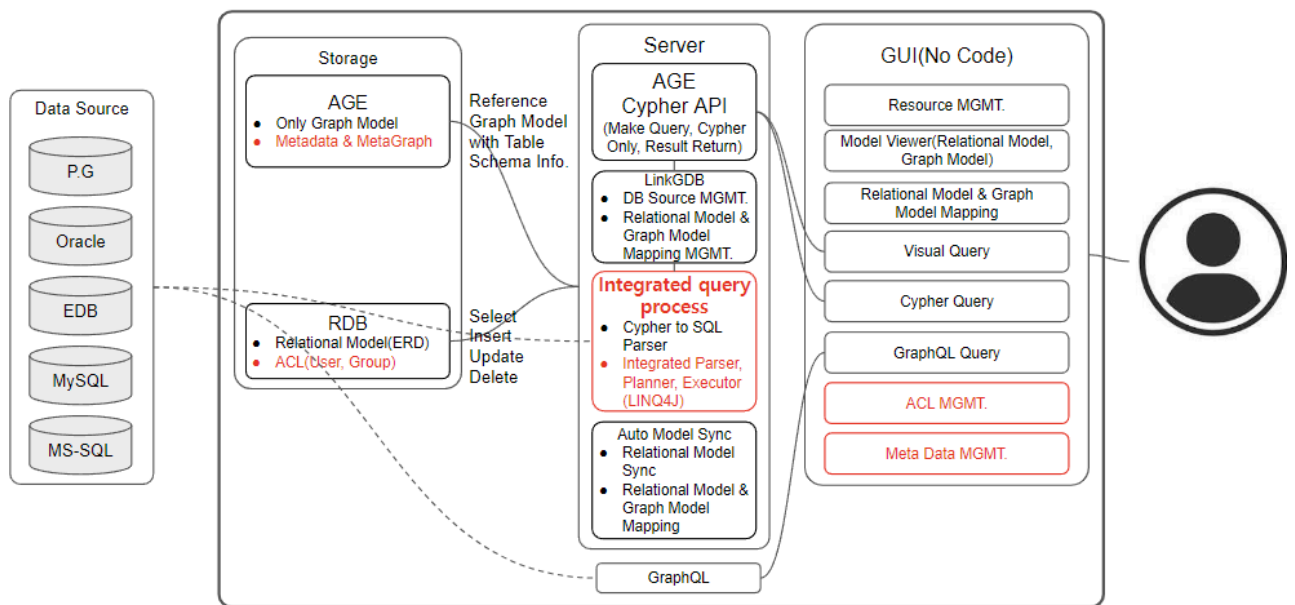 Data Source
P.G
Oracle
EDB
MySQL
MS-SQL
Storage
AGE
● Only Graph Model
● Metadata & MetaGraph
RDB
● Relational Model(ERD)
● ACL(User, Group)
Reference
Graph Model
with Table
Schema Info.
Select
Insert
Update
Delete
Server
AGE
Cypher API
(Make Query, Cypher
Only, Result Return)
LinkGDB
● DB Source MGMT.
● Relational Model &
Graph Model
Mapping MGMT.
Integrated query
process
● Cypher to SQL
Parser
● Integrated Parser,
Planner, Executor
(LINQ4J)
Auto Model Sync
● Relational Model
Sync
● Relational Model &
Graph Model
Mapping
GraphQL
GUI(No Code)
Resource MGMT.
Model Viewer(Relational Model,
Graph Model)
Relational Model & Graph
Model Mapping
Visual Query
Cypher Query
GraphQL Query
ACL MGMT.
Meta Data MGMT.